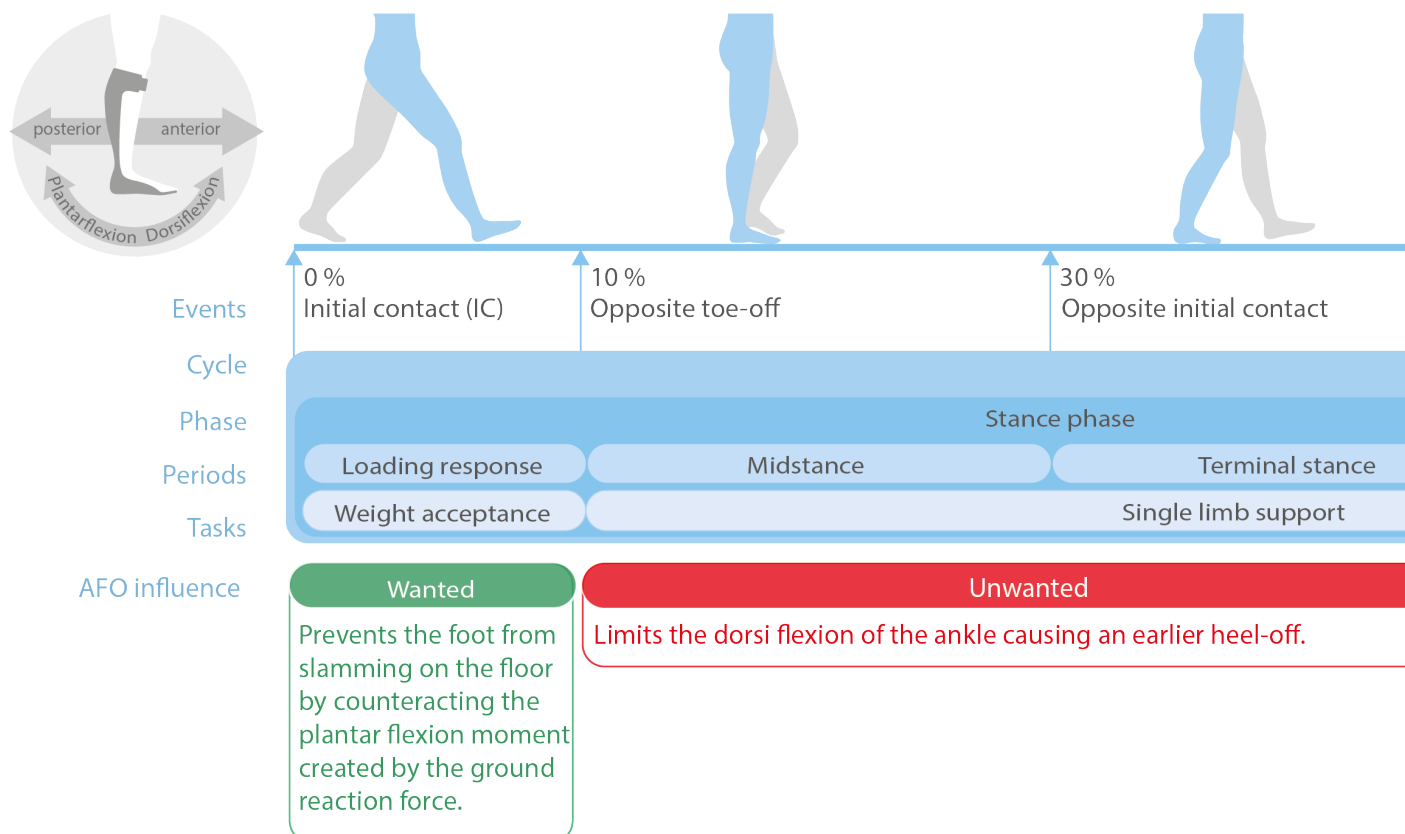 posterior
anterior
Plantarflexion
Dorsiflexion
0 %
10 %
30 %
Events
Initial contact (IC)
Opposite toe-off
Opposite initial contact
Cycle
Phase
Stance phase
Periods
Loading response
Midstance
Terminal stance
Tasks
Weight acceptance
Single limb support
AFO influence
Wanted
Unwanted
Prevents the foot from
slamming on the floor
by counteracting the
plantar flexion moment
created by the ground
reaction force.
Limits the dorsi flexion of the ankle causing an earlier heel-off.